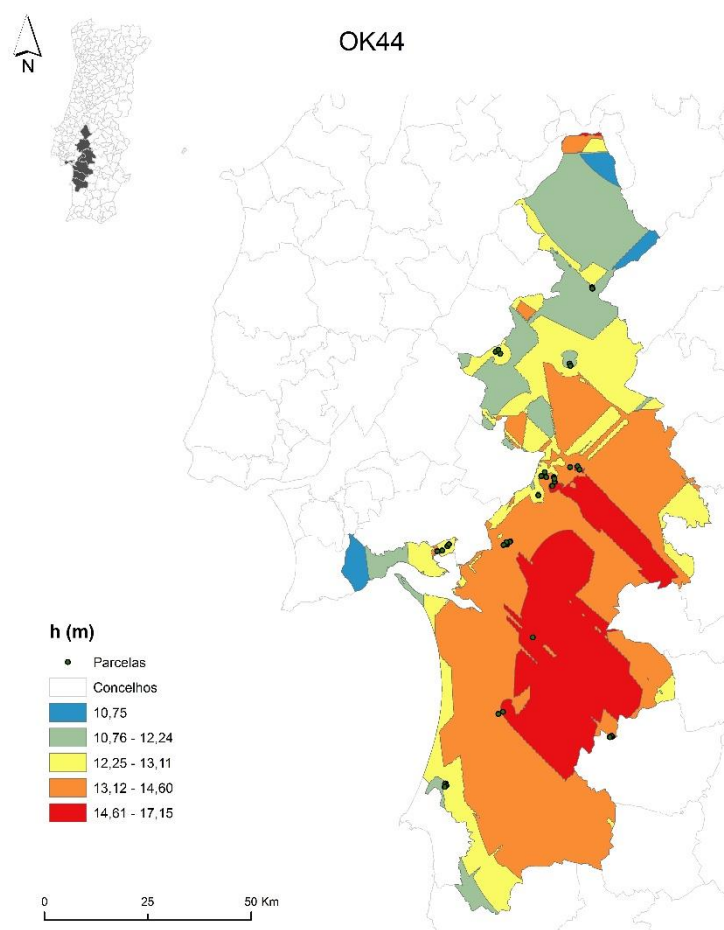 OK44
N
h (m)
Parcelas
Concelhos
10,75
10,76 - 12,24
12,25 - 13,11
13,12 - 14,60
14,61 - 17,15
0 25 50 Km